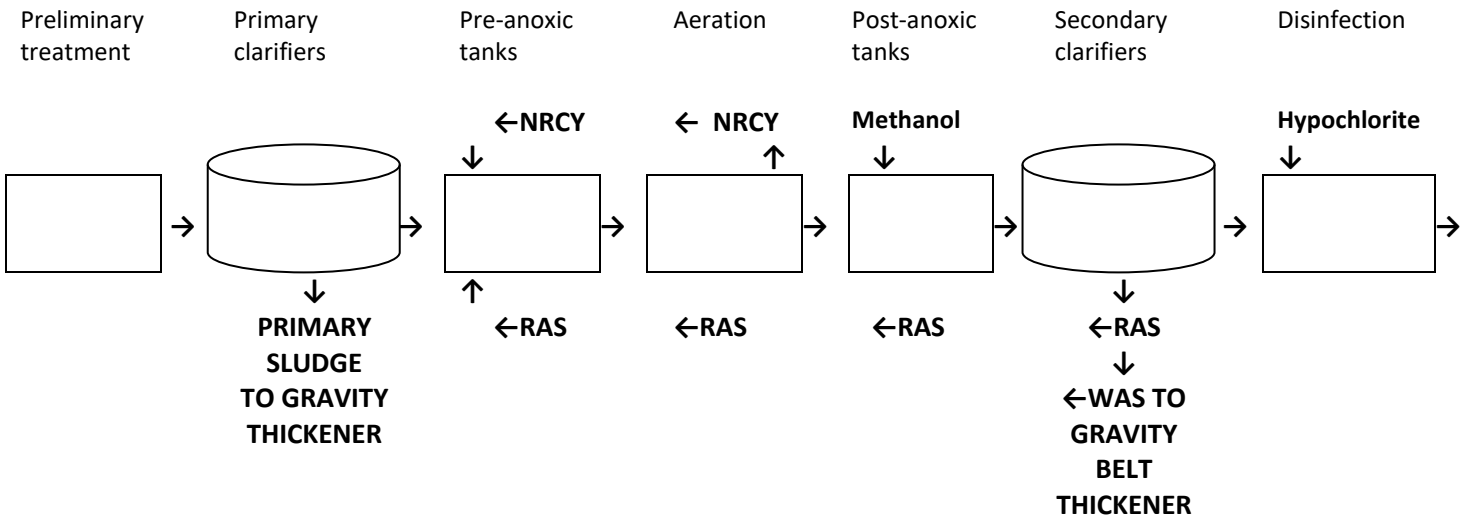 Preliminary treatment
Primary clarifiers
Pre-anoxic tanks
Aeration
Post-anoxic tanks
Secondary clarifiers
Disinfection
←NRCY
← NRCY
Methanol
Hypochlorite
↓
↑
↓
↓
→
→
→
→
→
→
→
↓
↑
↓
PRIMARY
SLUDGE
TO GRAVITY
THICKENER
←RAS
←RAS
←RAS
←RAS
↓
←WAS TO
GRAVITY
BELT
THICKENER